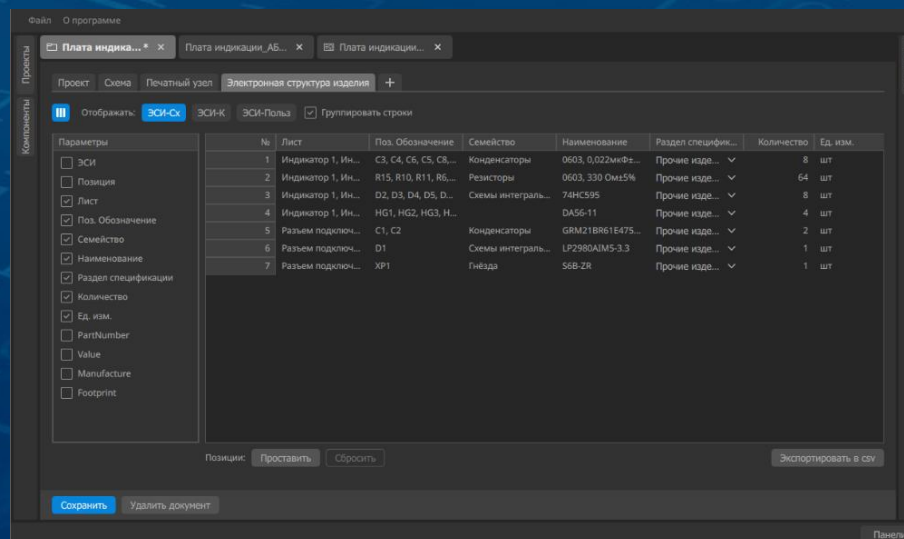 Файл О программе
Проекты
Компоненты
Плата индика...* × Плата индикации_АБ... × Плата индикации... ×
Проект Схема Печатный узел Электронная структура изделия +
Отображать: ЭСИ-Сх ЭСИ-К ЭСИ-Польз Группировать строки
Параметры
ЭСИ
Позиция
Лист
Поз. Обозначение
Семейство
Наименование
Раздел спецификации
Количество
Ед. изм.
PartNumber
Value
Manufacture
Footprint
№ Лист Поз. Обозначение Семейство Наименование Раздел специфик... Количество Ед. изм.
1 Индикатор 1, Ин... C3, C4, C6, C5, C8,... Конденсаторы 0603, 0,022мкФ±... Прочие изде... 8 шт
2 Индикатор 1, Ин... R15, R10, R11, R6,... Резисторы 0603, 330 Ом±5% Прочие изде... 64 шт
3 Индикатор 1, Ин... D2, D3, D4, D5, D... Схемы интеграль... 74HC595 Прочие изде... 8 шт
4 Индикатор 1, Ин... HG1, HG2, HG3, H... DA56-11 Прочие изде... 4 шт
5 Разъем подключ... C1, C2 Конденсаторы GRM21BR61E475... Прочие изде... 2 шт
6 Разъем подключ... D1 Схемы интеграль... LP2980AIM5-3.3 Прочие изде... 1 шт
7 Разъем подключ... XP1 Гнёзда S6B-ZR Прочие изде... 1 шт
Позиции: Проставить Сбросить Экспортировать в csv
Сохранить Удалить документ
Панели